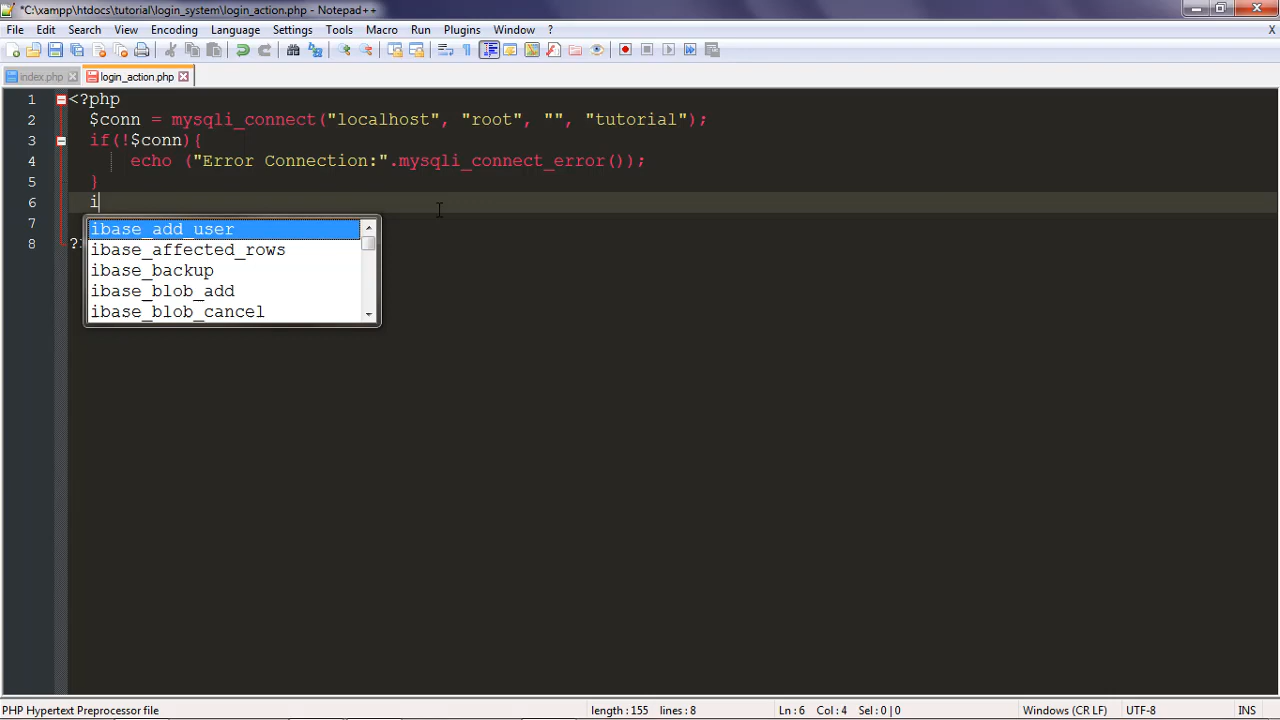 *C:\xampp\htdocs\tutorial\login_system\login_action.php - Notepad++
File Edit Search View Encoding Language Settings Tools Macro Run Plugins Window ? X
index.php login_action.php
1 <?php
2 $conn = mysqli_connect("localhost", "root", "", "tutorial");
3 if(!$conn){
4 echo ("Error Connection:".mysqli_connect_error());
5 }
6 i
7
8 ?>
ibase_add_user
ibase_affected_rows
ibase_backup
ibase_blob_add
ibase_blob_cancel
PHP Hypertext Preprocessor file length : 155 lines : 8 Ln : 6 Col : 4 Sel : 0 | 0 Windows (CR LF) UTF-8 INS